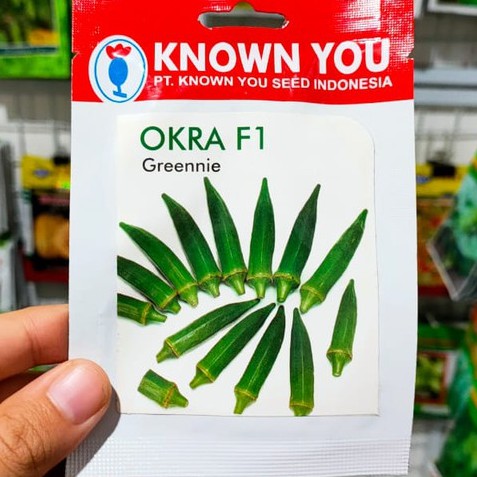 KNOWN YOU
PT. KNOWN YOU SEED INDONESIA
OKRA F1
Greennie